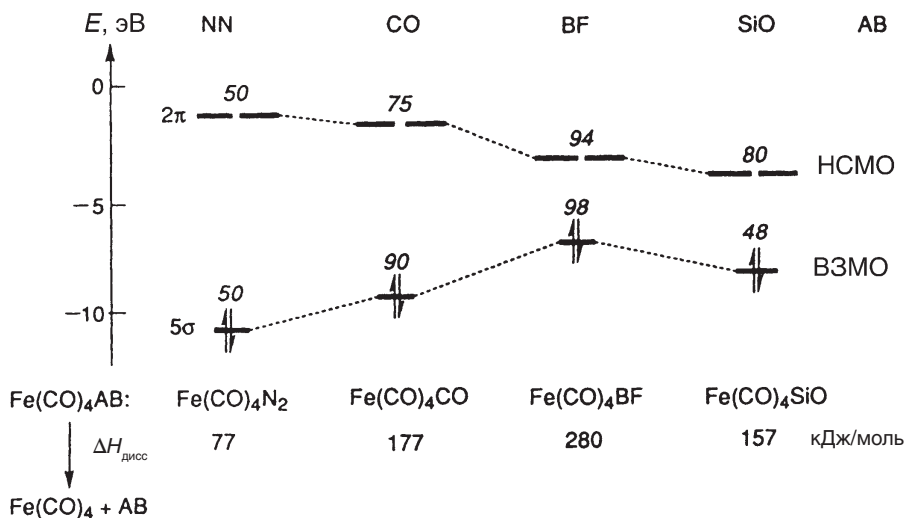 E, эВ NN CO BF SiO AB
0
50
75
2π
94
80
НСМО
−5
98
48
90
ВЗМО
50
−10
5σ
Fe(CO)₄AB: Fe(CO)₄N₂ Fe(CO)₄CO Fe(CO)₄BF Fe(CO)₄SiO
ΔHдисс 77 177 280 157 кДж/моль
Fe(CO)₄ + AB